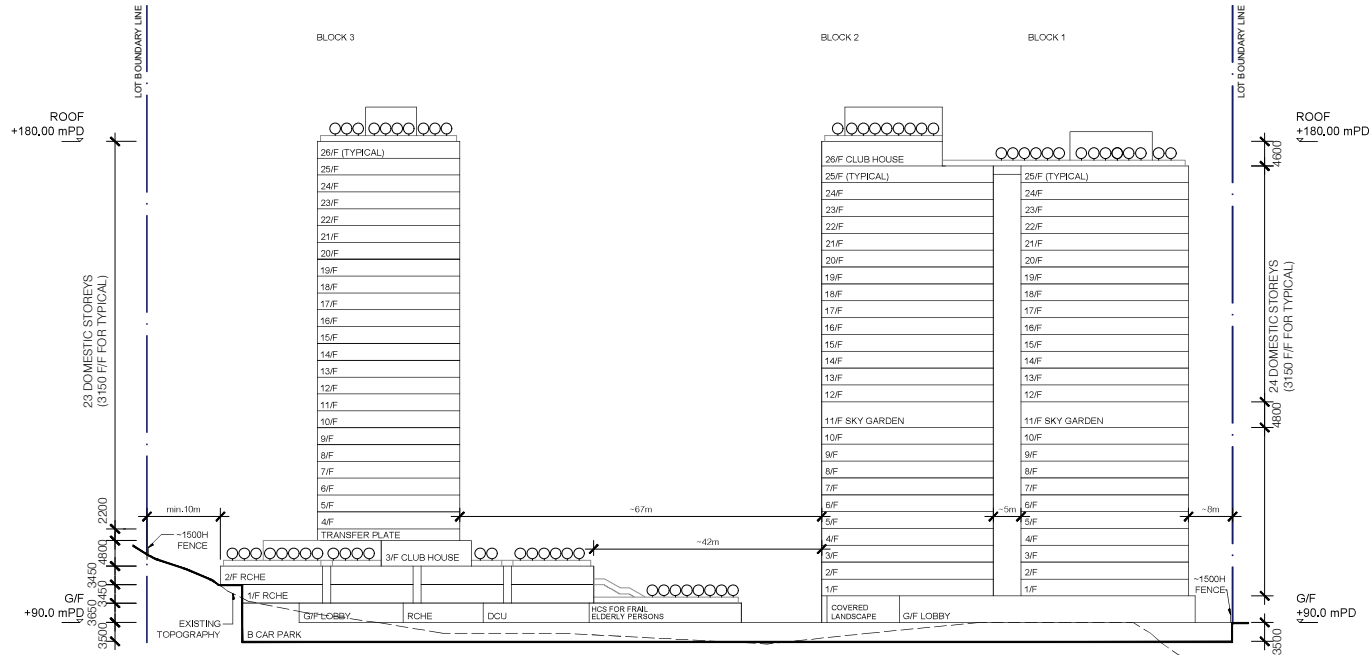 LOT BOUNDARY LINE
BLOCK 3
BLOCK 2
BLOCK 1
LOT BOUNDARY LINE
ROOF
+180.00 mPD
ROOF
+180.00 mPD
26/F (TYPICAL)
25/F
24/F
23/F
22/F
21/F
20/F
19/F
18/F
17/F
16/F
15/F
14/F
13/F
12/F
11/F
10/F
9/F
8/F
7/F
6/F
5/F
4/F
TRANSFER PLATE
3/F CLUB HOUSE
2/F RCHE
1/F RCHE
G/F LOBBY
RCHE
DCU
HCS FOR FRAIL
ELDERLY PERSONS
B CAR PARK
26/F CLUB HOUSE
25/F (TYPICAL)
24/F
23/F
22/F
21/F
20/F
19/F
18/F
17/F
16/F
15/F
14/F
13/F
12/F
11/F SKY GARDEN
10/F
9/F
8/F
7/F
6/F
5/F
4/F
3/F
2/F
1/F
COVERED
LANDSCAPE
G/F LOBBY
25/F (TYPICAL)
24/F
23/F
22/F
21/F
20/F
19/F
18/F
17/F
16/F
15/F
14/F
13/F
12/F
11/F SKY GARDEN
10/F
9/F
8/F
7/F
6/F
5/F
4/F
3/F
2/F
1/F
23 DOMESTIC STOREYS
(3150 F/F FOR TYPICAL)
2200
4800
3450
3450
3650
3500
G/F
+90.0 mPD
min.10m
~1500H
FENCE
EXISTING
TOPOGRAPHY
~67m
~42m
~5m
~8m
~1500H
FENCE
4600
24 DOMESTIC STOREYS
(3150 F/F FOR TYPICAL)
4800
G/F
+90.0 mPD
3500